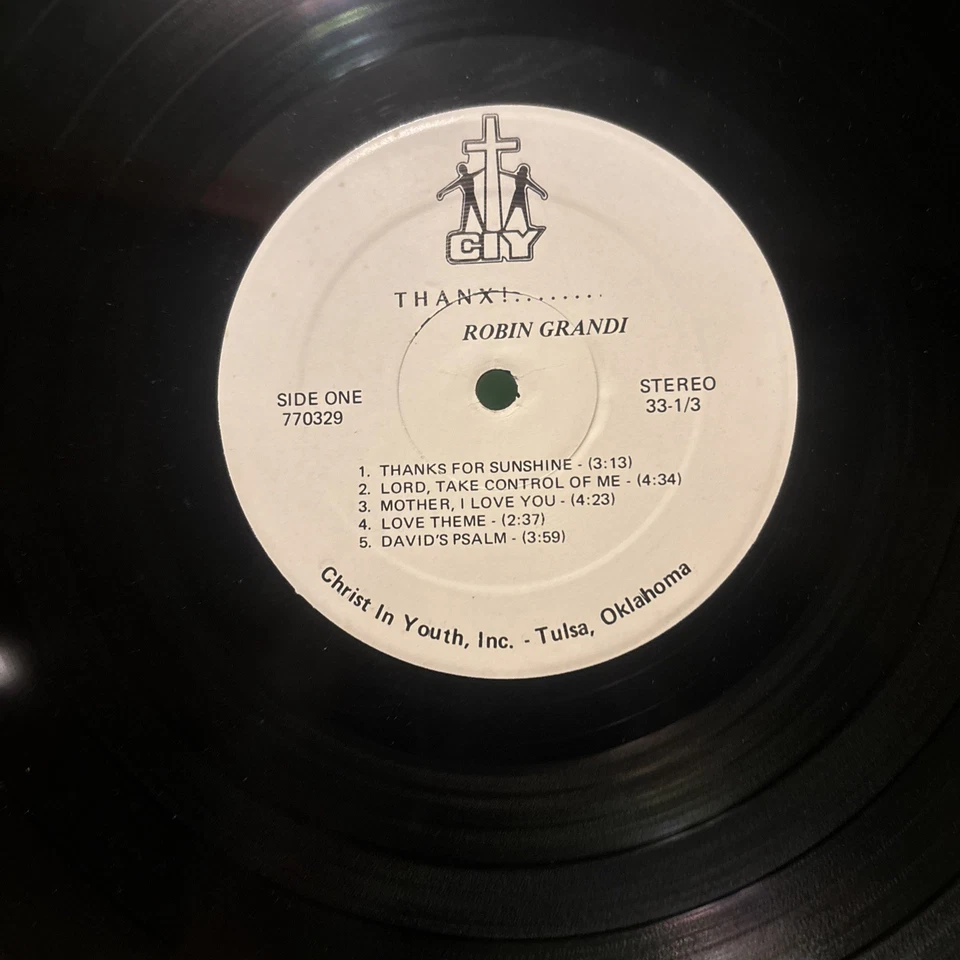 CIY
THANX!........
ROBIN GRANDI
SIDE ONE
770329
STEREO
33-1/3
1. THANKS FOR SUNSHINE - (3:13)
2. LORD, TAKE CONTROL OF ME - (4:34)
3. MOTHER, I LOVE YOU - (4:23)
4. LOVE THEME - (2:37)
5. DAVID'S PSALM - (3:59)
Christ In Youth, Inc. - Tulsa, Oklahoma